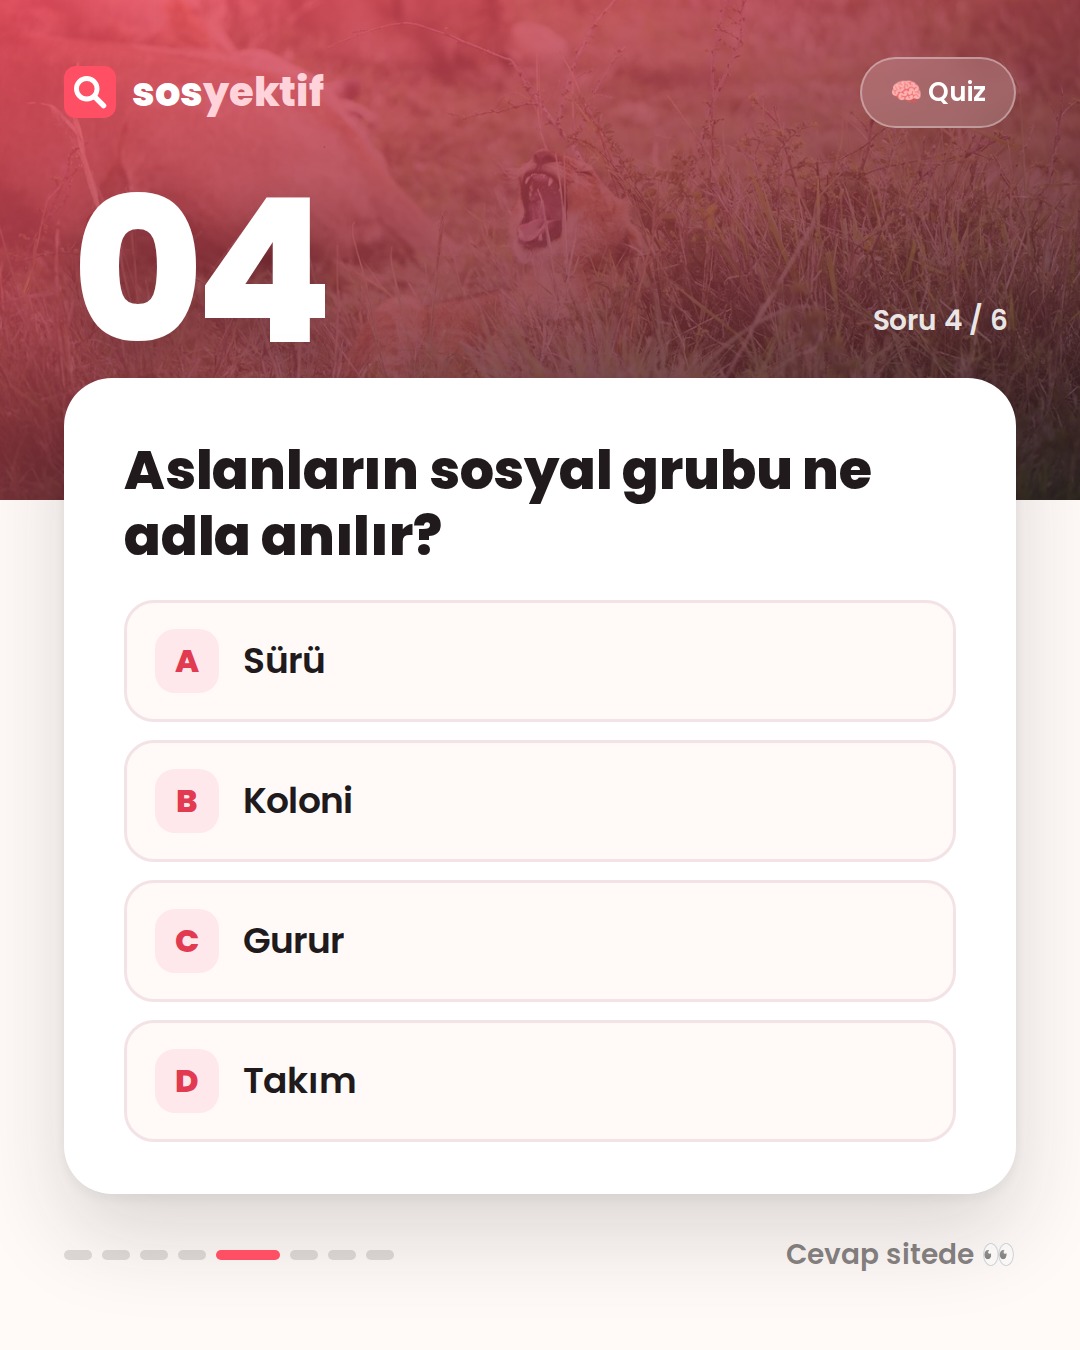 sosyektif
🧠 Quiz
04
Soru 4 / 6
Aslanların sosyal grubu ne
adla anılır?
A Sürü
B Koloni
C Gurur
D Takım
Cevap sitede 👀